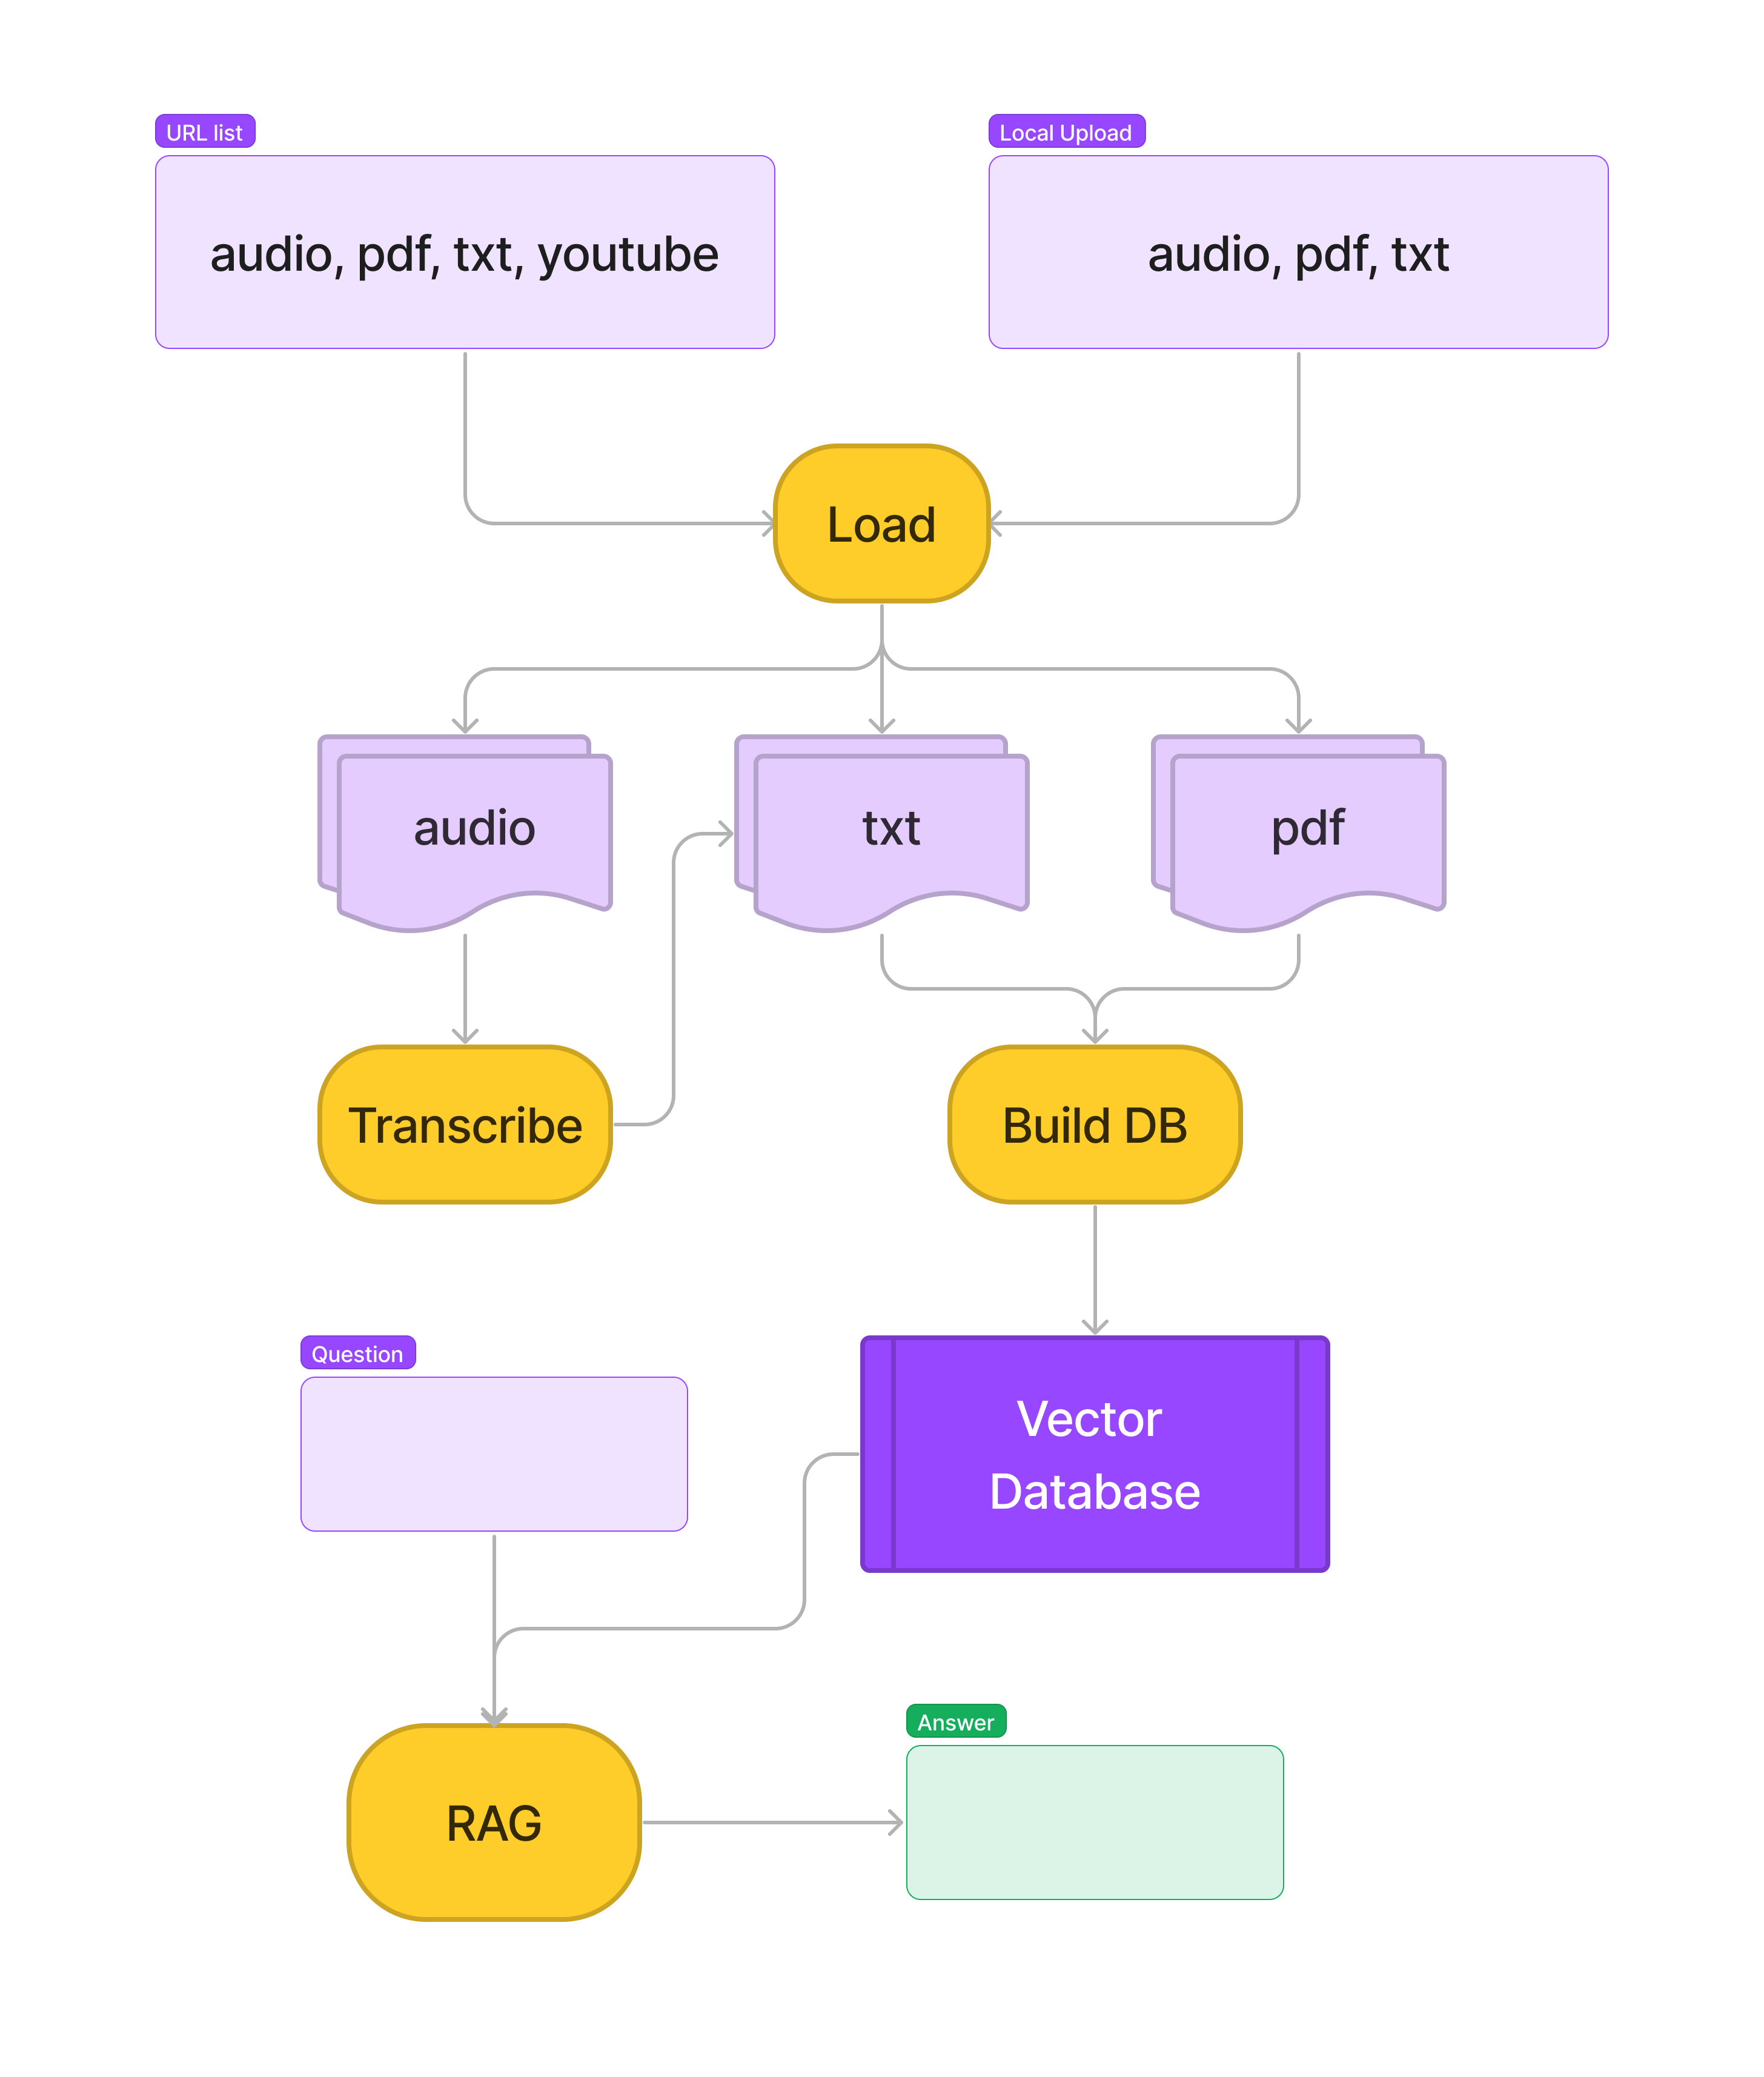 URL list
Local Upload
audio, pdf, txt, youtube
audio, pdf, txt
Load
audio
txt
pdf
Transcribe
Build DB
Question
Vector
Database
Answer
RAG